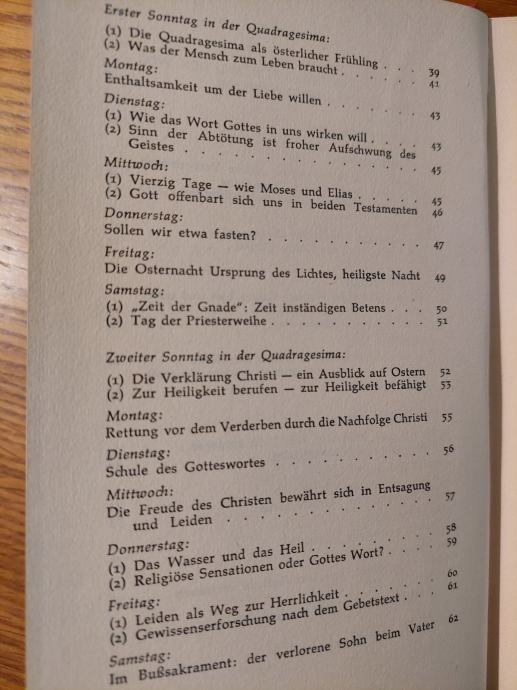 Erster Sonntag in der Quadragesima:
(1) Die Quadragesima als österlicher Frühling . . . 39
(2) Was der Mensch zum Leben braucht . . . . . 41
Montag:
Enthaltsamkeit um der Liebe willen . . . . . . 43
Dienstag:
(1) Wie das Wort Gottes in uns wirken will . . . . 43
(2) Sinn der Abtötung ist froher Aufschwung des
Geistes . . . . . . . . . . . . . . 45
Mittwoch:
(1) Vierzig Tage — wie Moses und Elias . . . . . 45
(2) Gott offenbart sich uns in beiden Testamenten 46
Donnerstag:
Sollen wir etwa fasten? . . . . . . . . . . 47
Freitag:
Die Osternacht Ursprung des Lichtes, heiligste Nacht 49
Samstag:
(1) „Zeit der Gnade": Zeit inständigen Betens . . . 50
(2) Tag der Priesterweihe . . . . . . . . . . 51
Zweiter Sonntag in der Quadragesima:
(1) Die Verklärung Christi — ein Ausblick auf Ostern 52
(2) Zur Heiligkeit berufen — zur Heiligkeit befähigt 53
Montag:
Rettung vor dem Verderben durch die Nachfolge Christi 55
Dienstag:
Schule des Gotteswortes . . . . . . . . . . 56
Mittwoch:
Die Freude des Christen bewährt sich in Entsagung
und Leiden . . . . . . . . . . . . . 57
Donnerstag:
(1) Das Wasser und das Heil . . . . . . . . 58
(2) Religiöse Sensationen oder Gottes Wort? . . . . 59
Freitag:
(1) Leiden als Weg zur Herrlichkeit . . . . . . 60
(2) Gewissenserforschung nach dem Gebetstext . . . 61
Samstag:
Im Bußsakrament: der verlorene Sohn beim Vater 62